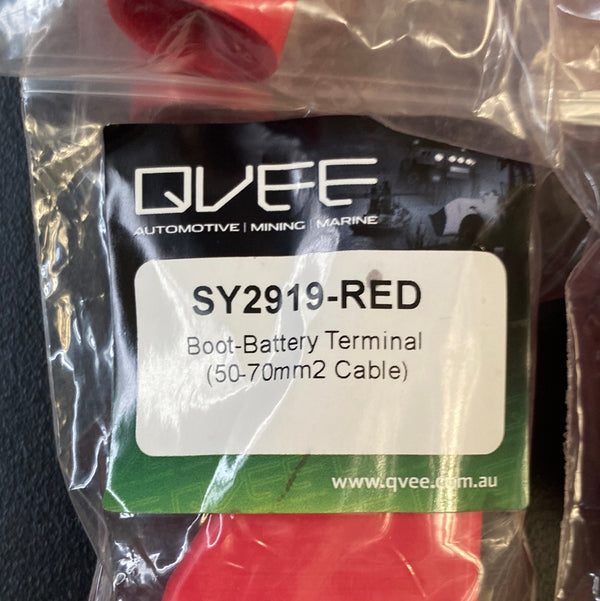 QVEE
AUTOMOTIVE | MINING | MARINE
SY2919-RED
Boot-Battery Terminal
(50-70mm2 Cable)
www.qvee.com.au